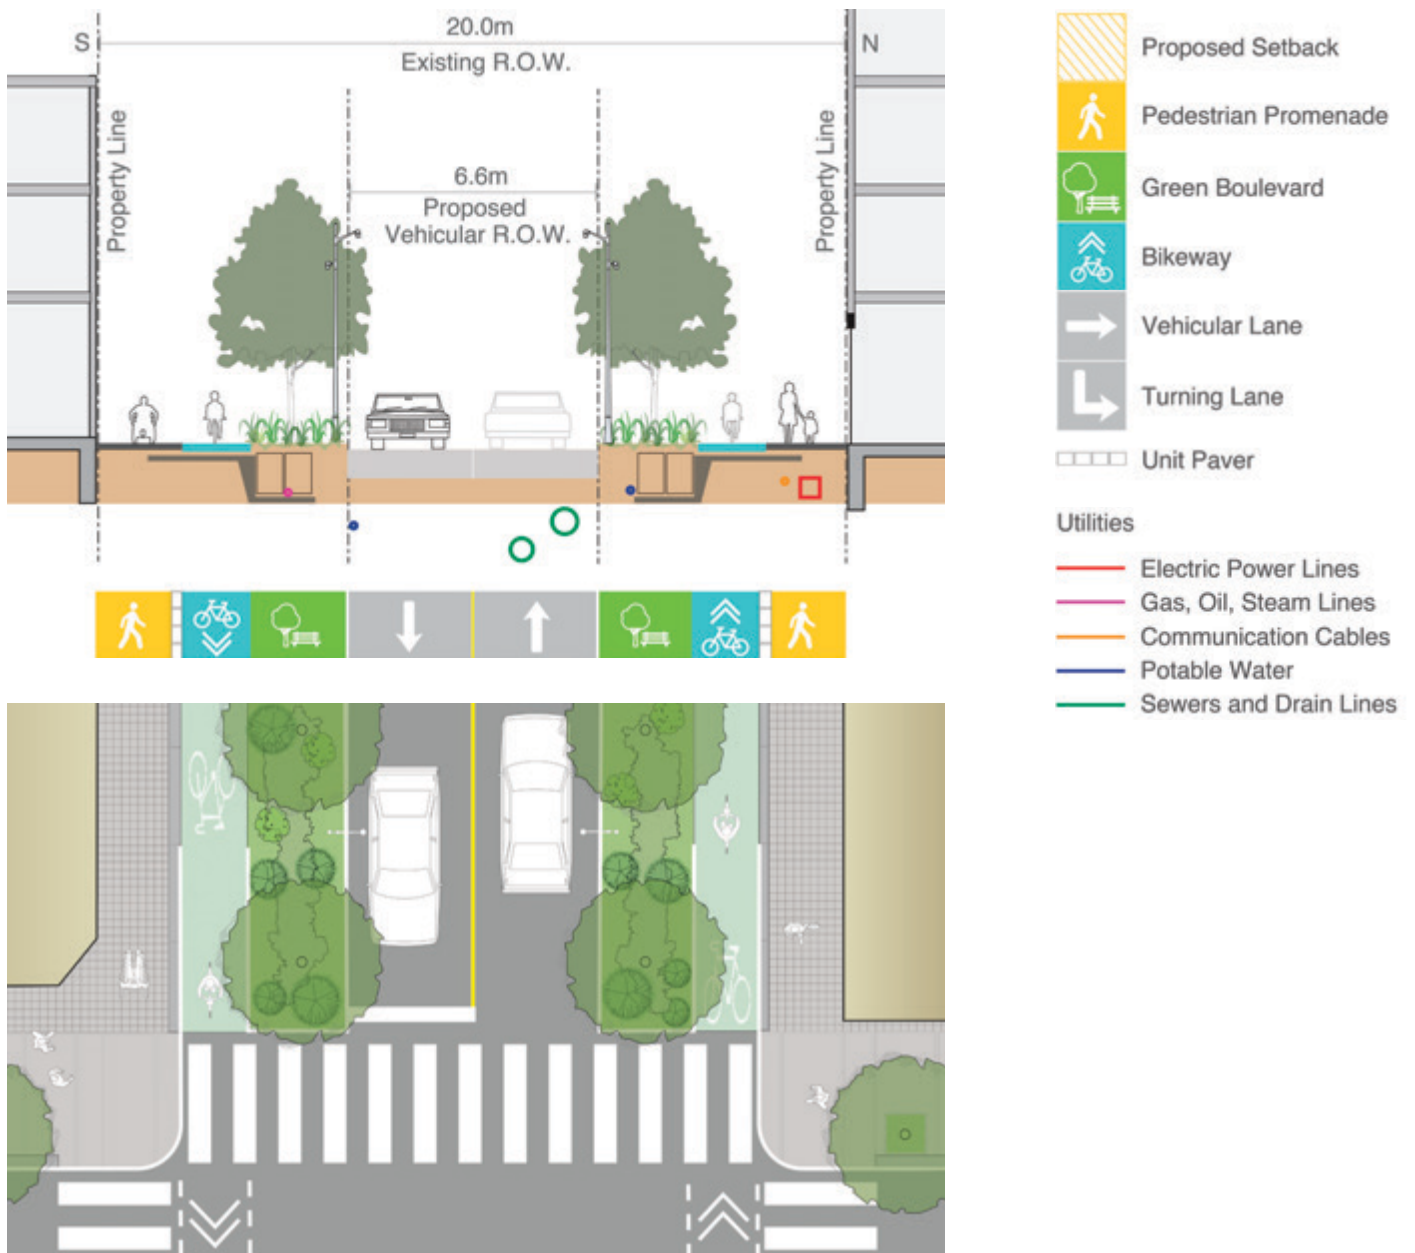 20.0m
S
N
Existing R.O.W.
Property Line
Property Line
6.6m
Proposed
Vehicular R.O.W.
Proposed Setback
Pedestrian Promenade
Green Boulevard
Bikeway
Vehicular Lane
Turning Lane
Unit Paver
Utilities
Electric Power Lines
Gas, Oil, Steam Lines
Communication Cables
Potable Water
Sewers and Drain Lines